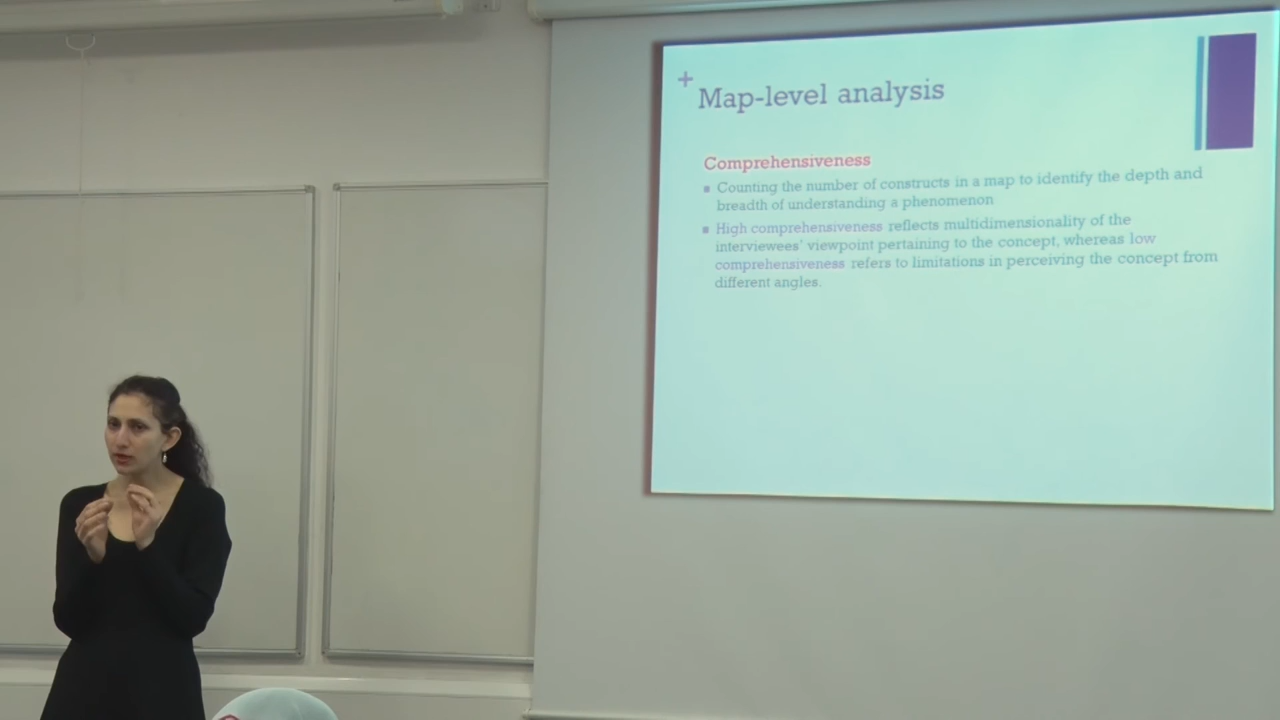 +
Map-level analysis
Comprehensiveness
▪ Counting the number of constructs in a map to identify the depth and
breadth of understanding a phenomenon
▪ High comprehensiveness reflects multidimensionality of the
interviewees' viewpoint pertaining to the concept, whereas low
comprehensiveness refers to limitations in perceiving the concept from
different angles.